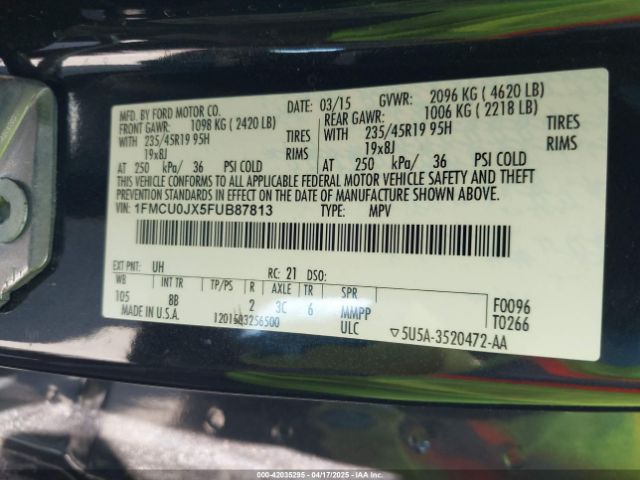 MFD. BY FORD MOTOR CO. DATE: 03/15 GVWR: 2096 KG ( 4620 LB)
FRONT GAWR: 1098 KG ( 2420 LB) REAR GAWR: 1006 KG ( 2218 LB)
WITH 235/45R19 95H TIRES WITH 235/45R19 95H TIRES
19x8J RIMS 19x8J RIMS
AT 250 kPa/ 36 PSI COLD AT 250 kPa/ 36 PSI COLD
THIS VEHICLE CONFORMS TO ALL APPLICABLE FEDERAL MOTOR VEHICLE SAFETY AND THEFT
PREVENTION STANDARDS IN EFFECT ON THE DATE OF MANUFACTURE SHOWN ABOVE.
VIN: 1FMCU0JX5FUB87813 TYPE: MPV
EXT PNT: UH RC: 21 DSO:
WB INT TR TP/PS R AXLE TR SPR
105 8B 2 3C 6 MMPP F0096
MADE IN U.S.A. 1201503256500 ULC T0266
▽5U5A-3520472-AA
000-42035295 - 04/17/2025 - IAAI.COM